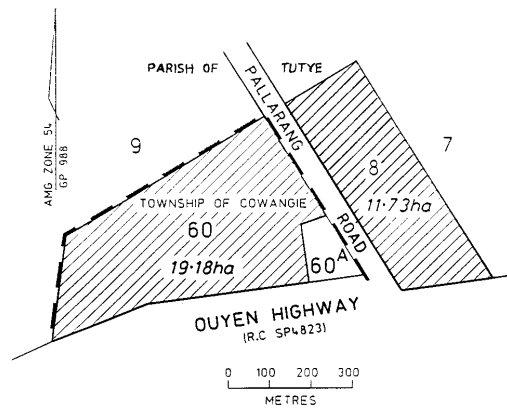 PARISH OF TUTYE
PALLARANG ROAD
AMG ZONE 54
GP 988
9
7
8
11·73ha
TOWNSHIP OF COWANGIE
60
19·18ha
60A
OUYEN HIGHWAY
(R.C SP4823)
0 100 200 300
METRES